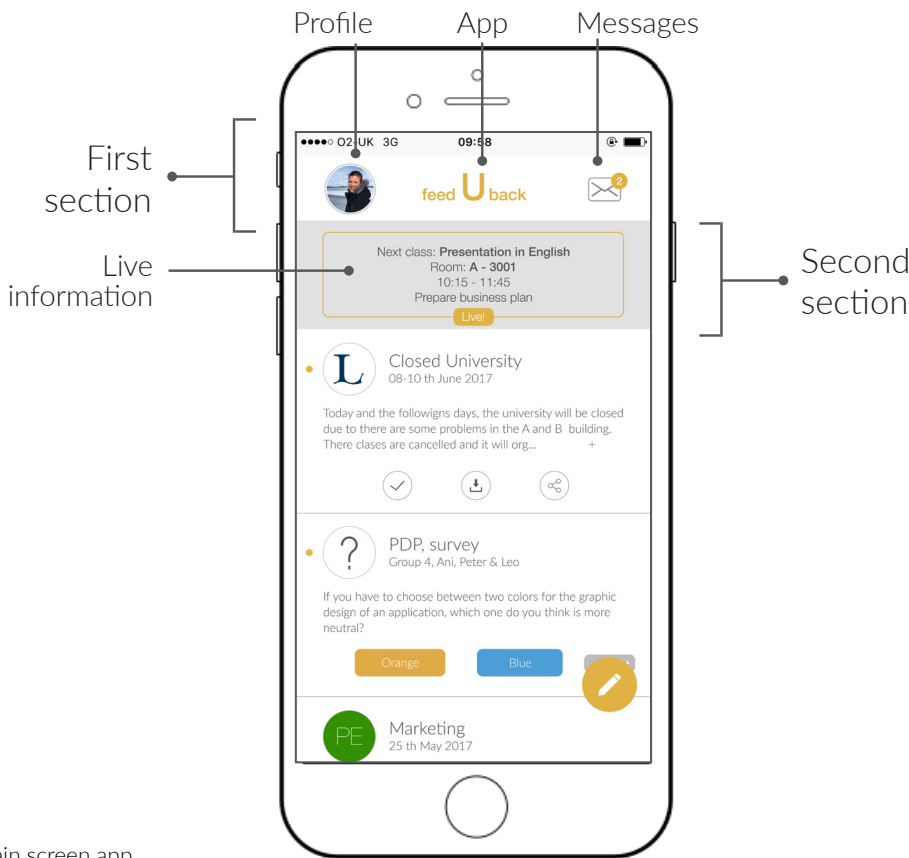 Profile App Messages
O2-UK 3G 09:58
First section
feed U back
2
Live information
Next class: Presentation in English
Room: A - 3001
10:15 - 11:45
Prepare business plan
Live!
Second section
L
Closed University
08-10 th June 2017
Today and the followigns days, the university will be closed
due to there are some problems in the A and B building.
There clases are cancelled and it will org... +
?
PDP, survey
Group 4, Ani, Peter & Leo
If you have to choose between two colors for the graphic
design of an application, which one do you think is more
neutral?
Orange Blue
PE
Marketing
25 th May 2017
screen app